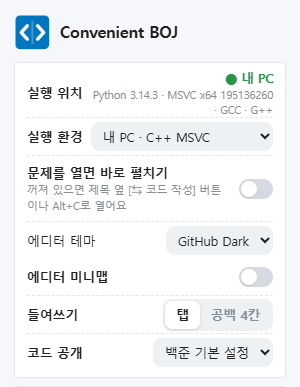 Convenient BOJ
실행 위치
내 PC
Python 3.14.3 · MSVC x64 195136260
· GCC · G++
실행 환경
내 PC · C++ MSVC
문제를 열면 바로 펼치기
꺼져 있으면 제목 옆 [⇆ 코드 작성] 버튼
이나 Alt+C로 열어요
에디터 테마
GitHub Dark
에디터 미니맵
들여쓰기
탭
공백 4칸
코드 공개
백준 기본 설정